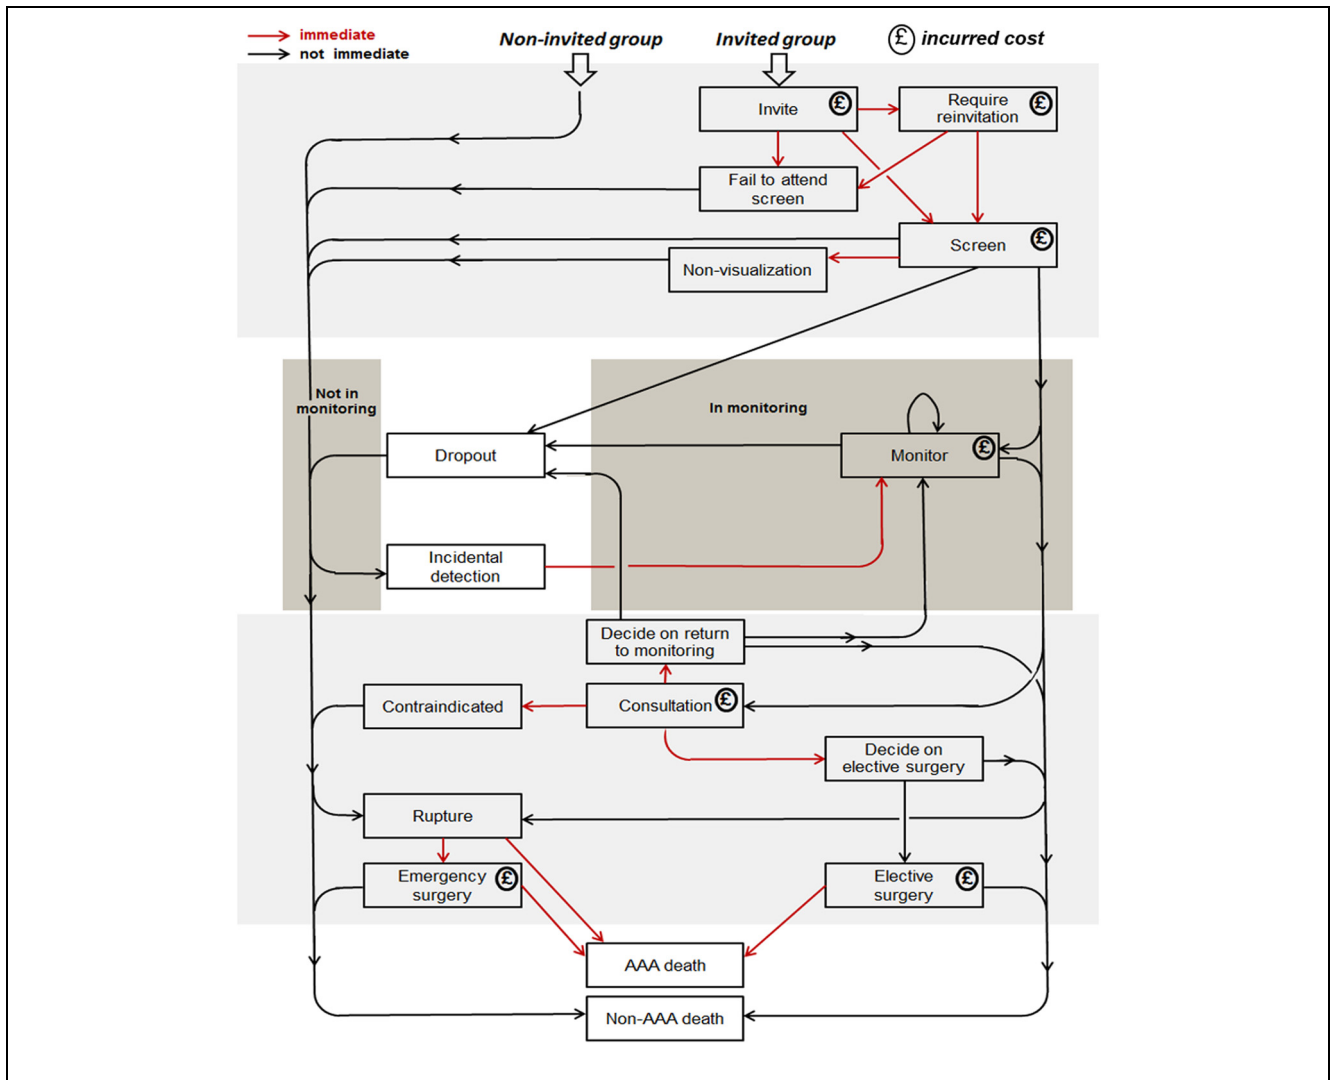 immediate
not immediate
Non-invited group
Invited group
£ incurred cost
Invite £
Require £
reinvitation
Fail to attend
screen
Screen £
Non-visualization
Not in
monitoring
In monitoring
Dropout
Monitor £
Incidental
detection
Decide on return
to monitoring
Contraindicated
Consultation £
Decide on
elective surgery
Rupture
Emergency £
surgery
Elective £
surgery
AAA death
Non-AAA death